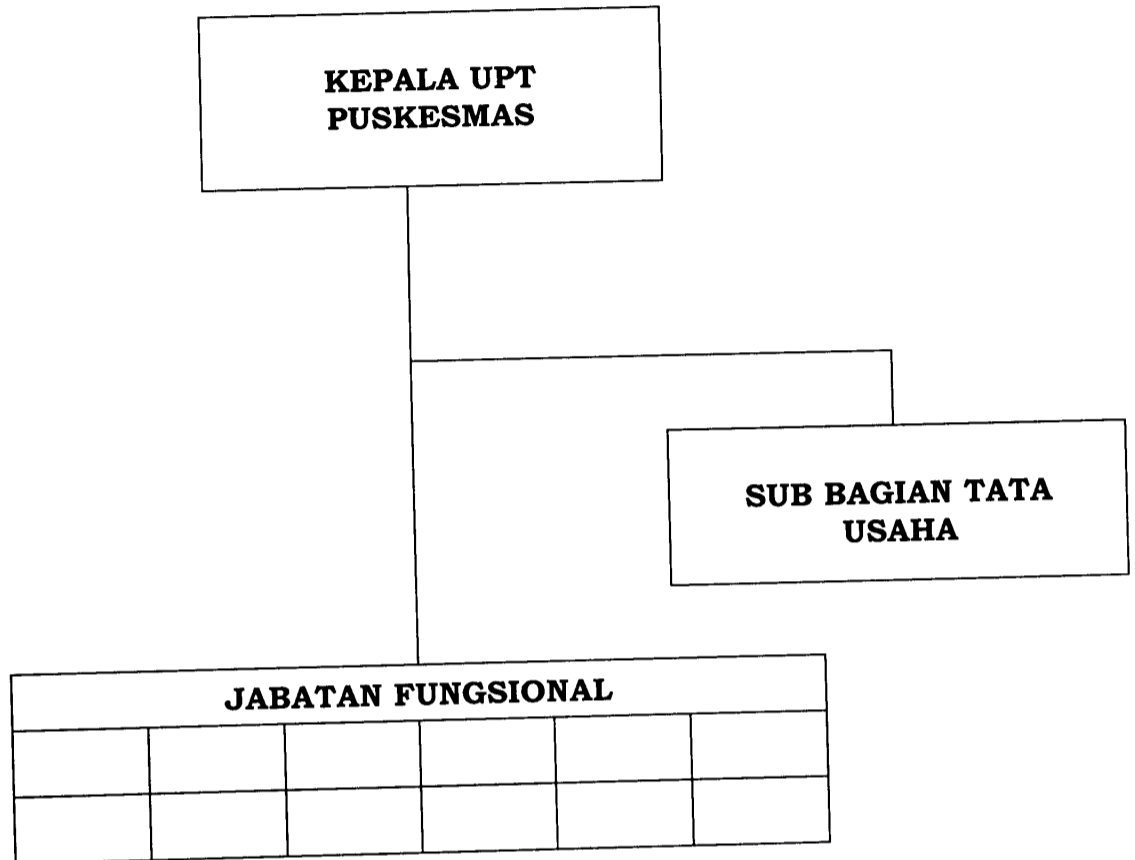 KEPALA UPT
PUSKESMAS
SUB BAGIAN TATA
USAHA
JABATAN FUNGSIONAL